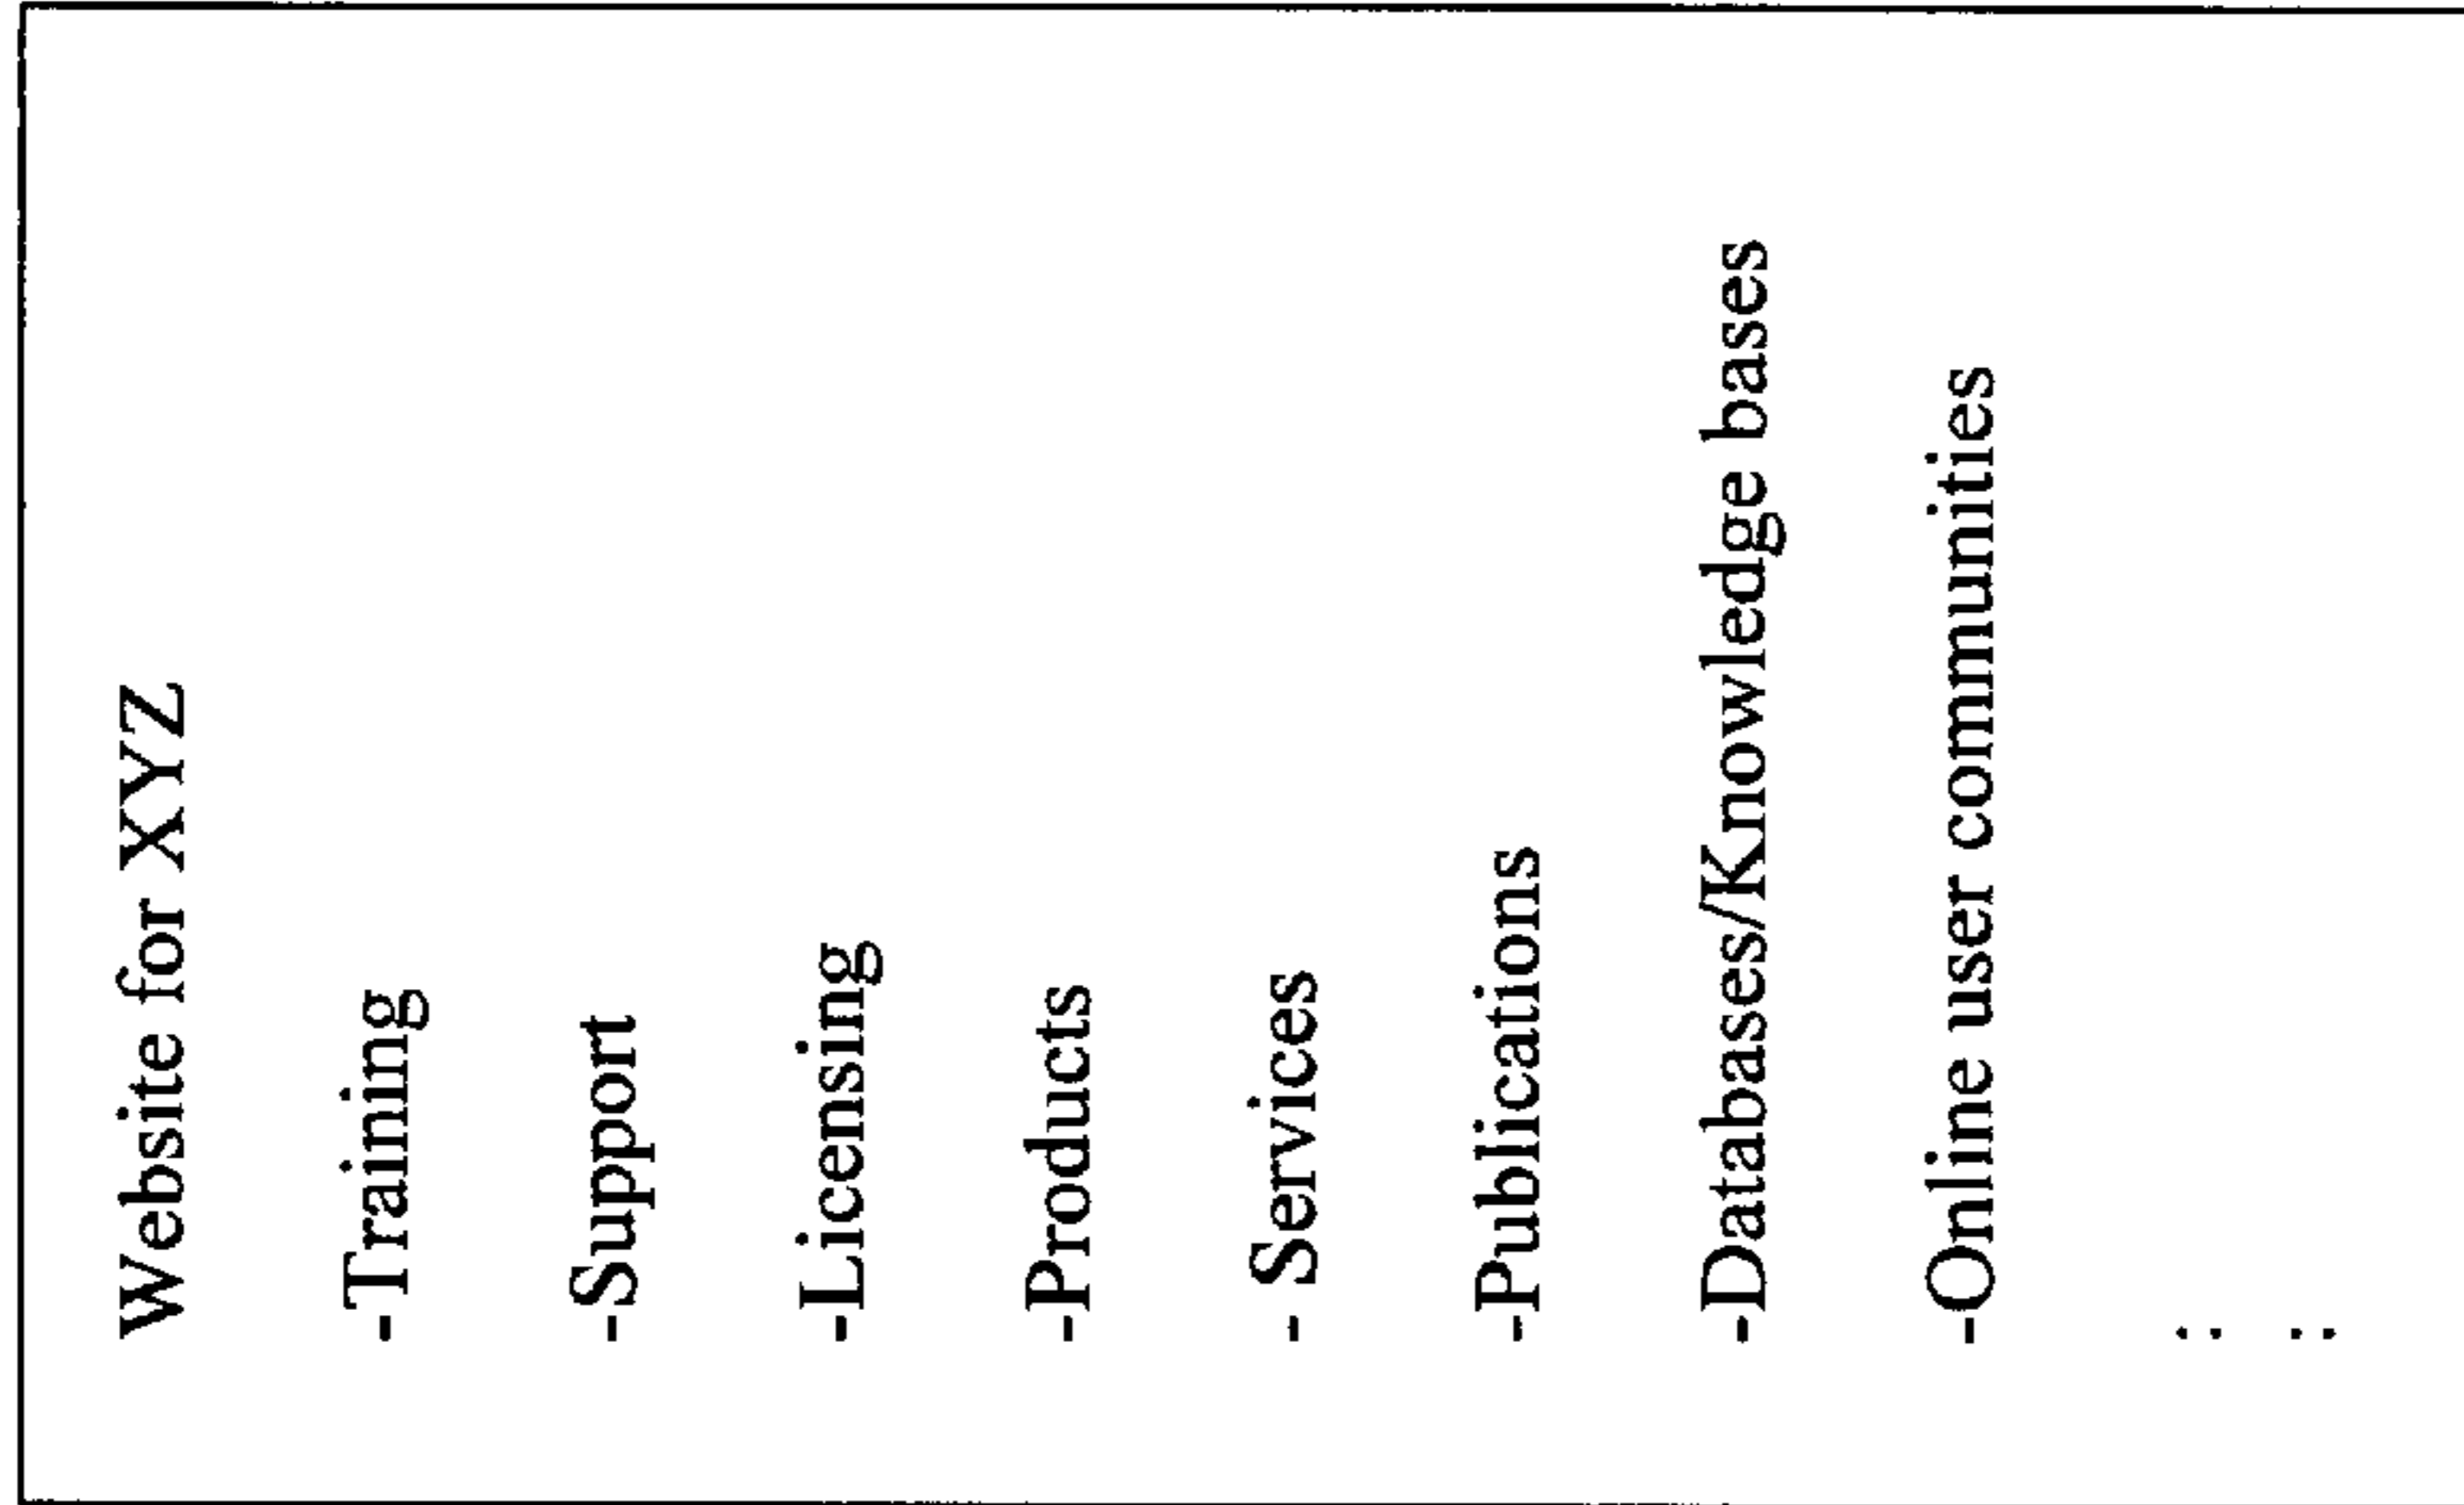 Website for XYZ
-Training
-Support
-Licensing
-Products
- Services
-Publications
-Databases/Knowledge bases
-Online user communities
:
: